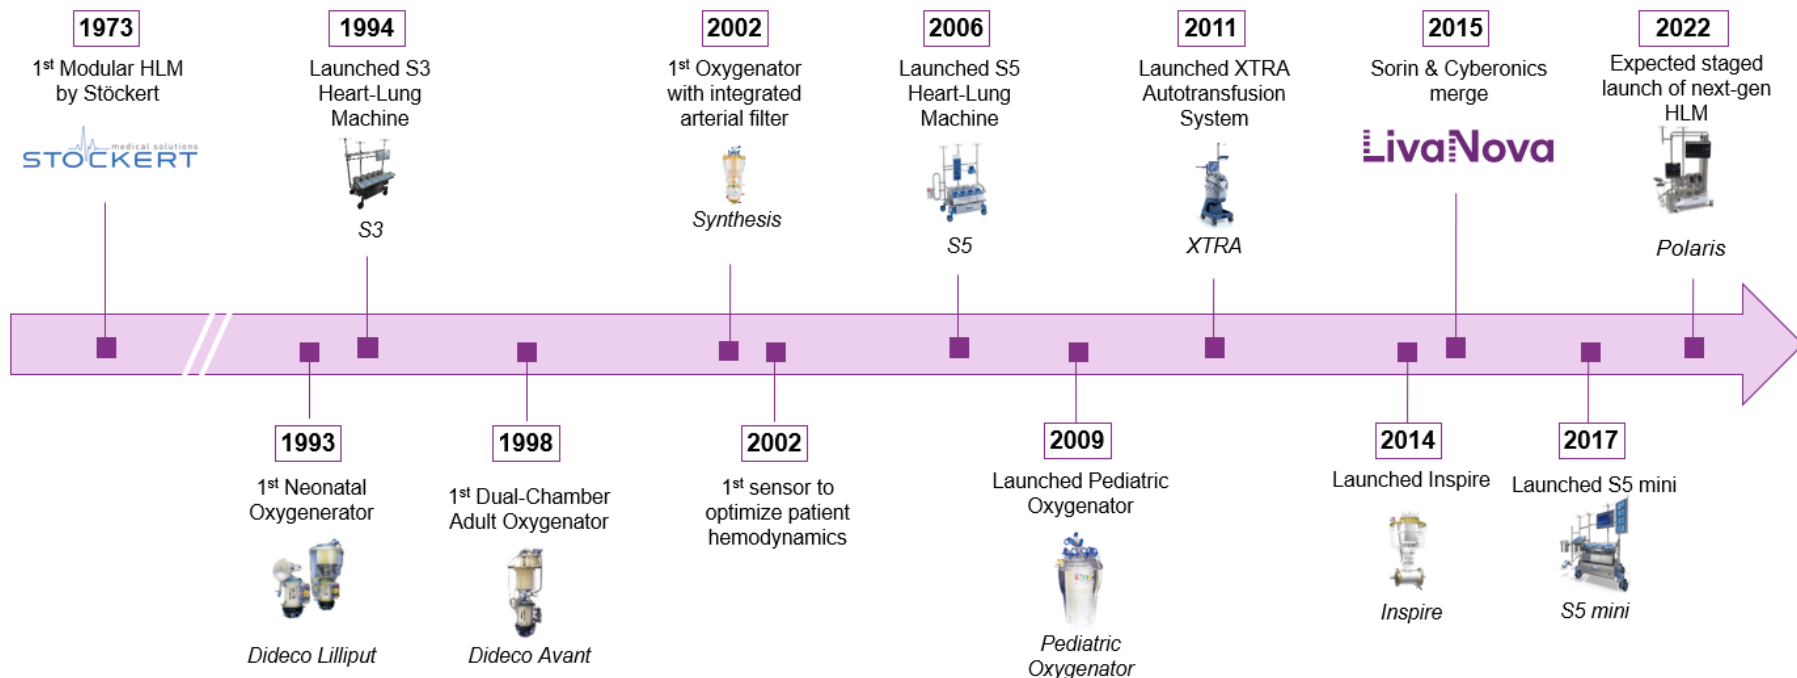 1973
1st Modular HLM
by Stöckert
medical solutions
STOCKERT
1994
Launched S3
Heart-Lung
Machine
S3
2002
1st Oxygenator
with integrated
arterial filter
Synthesis
2006
Launched S5
Heart-Lung
Machine
S5
2011
Launched XTRA
Autotransfusion
System
XTRA
2015
Sorin & Cyberonics
merge
LivaNova
2022
Expected staged
launch of next-gen
HLM
Polaris
1993
1st Neonatal
Oxygenerator
Dideco Lilliput
1998
1st Dual-Chamber
Adult Oxygenator
Dideco Avant
2002
1st sensor to
optimize patient
hemodynamics
2009
Launched Pediatric
Oxygenator
Pediatric
Oxygenator
2014
Launched Inspire
Inspire
2017
Launched S5 mini
S5 mini